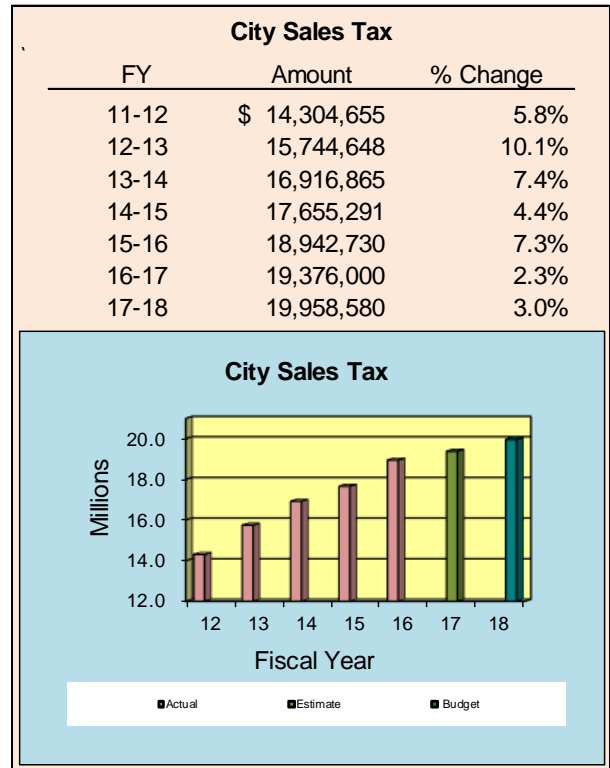 City Sales Tax
FY Amount % Change
11-12 $ 14,304,655 5.8%
12-13 15,744,648 10.1%
13-14 16,916,865 7.4%
14-15 17,655,291 4.4%
15-16 18,942,730 7.3%
16-17 19,376,000 2.3%
17-18 19,958,580 3.0%
City Sales Tax
Millions
20.0
18.0
16.0
14.0
12.0
12 13 14 15 16 17 18
Fiscal Year
Actual Estimate Budget